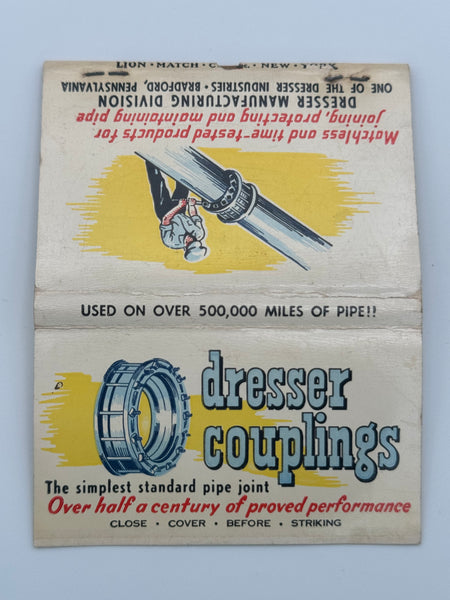 LION · MATCH · · NEW · YORK
ONE OF THE DRESSER INDUSTRIES · BRADFORD, PENNSYLVANIA
DRESSER MANUFACTURING DIVISION
joining, protecting and maintaining pipe
Matchless and time-tested products for
USED ON OVER 500,000 MILES OF PIPE!!
dresser
couplings
The simplest standard pipe joint
Over half a century of proved performance
CLOSE · COVER · BEFORE · STRIKING